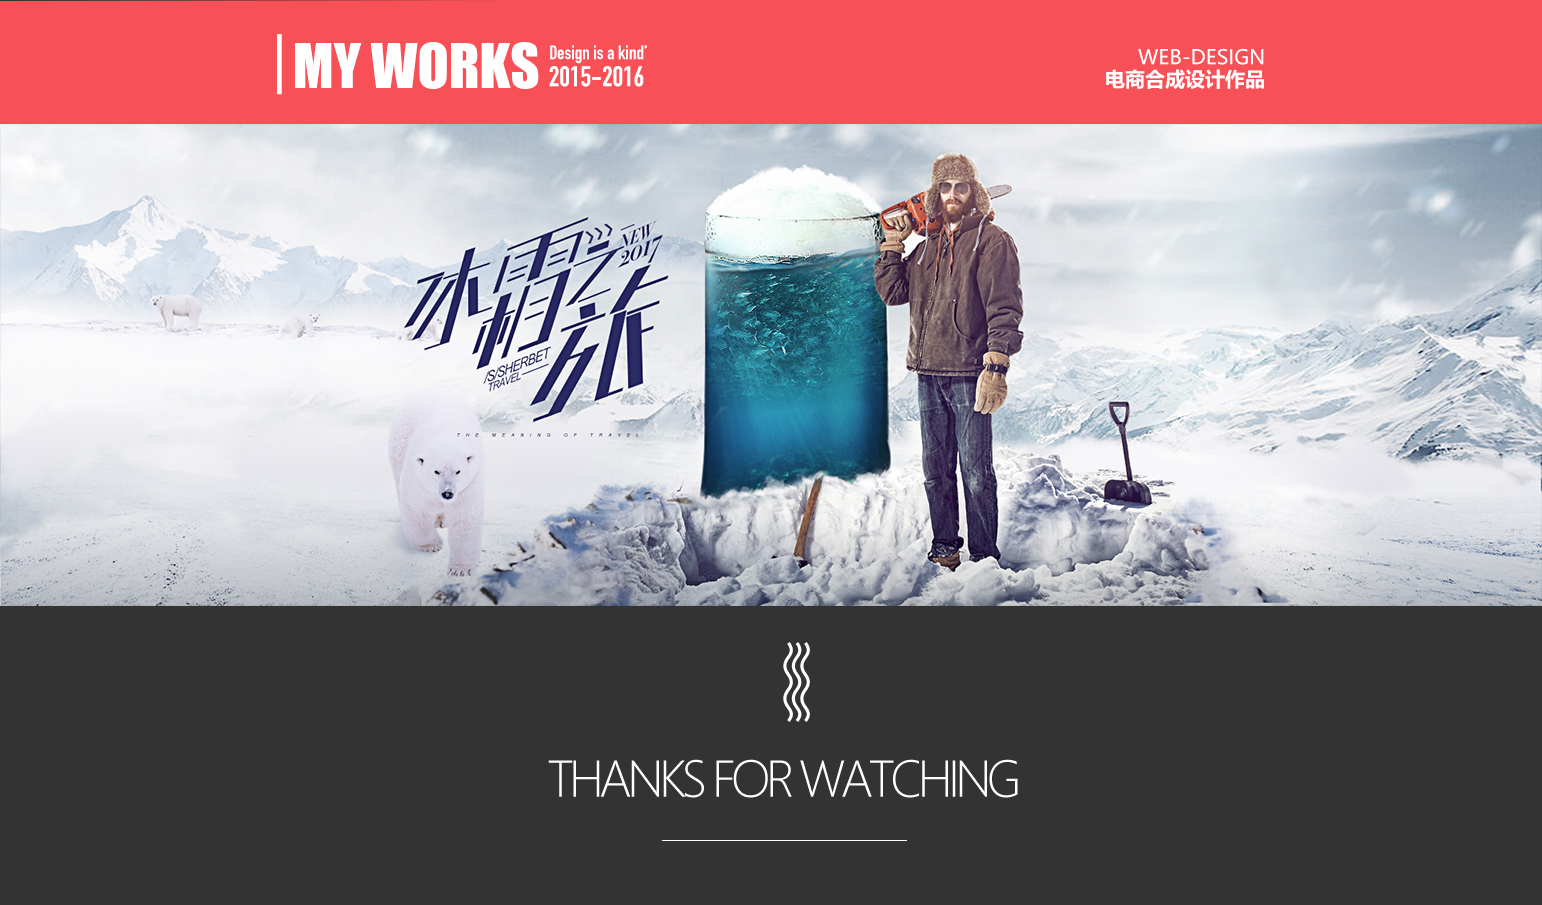 MY WORKS
Design is a kind'
2015-2016
WEB-DESIGN
电商合成设计作品
冰雪
相之
旅
NEW
2017
/S/SHERBET
TRAVEL
THE MEANING OF TRAVEL
THANKS FOR WATCHING